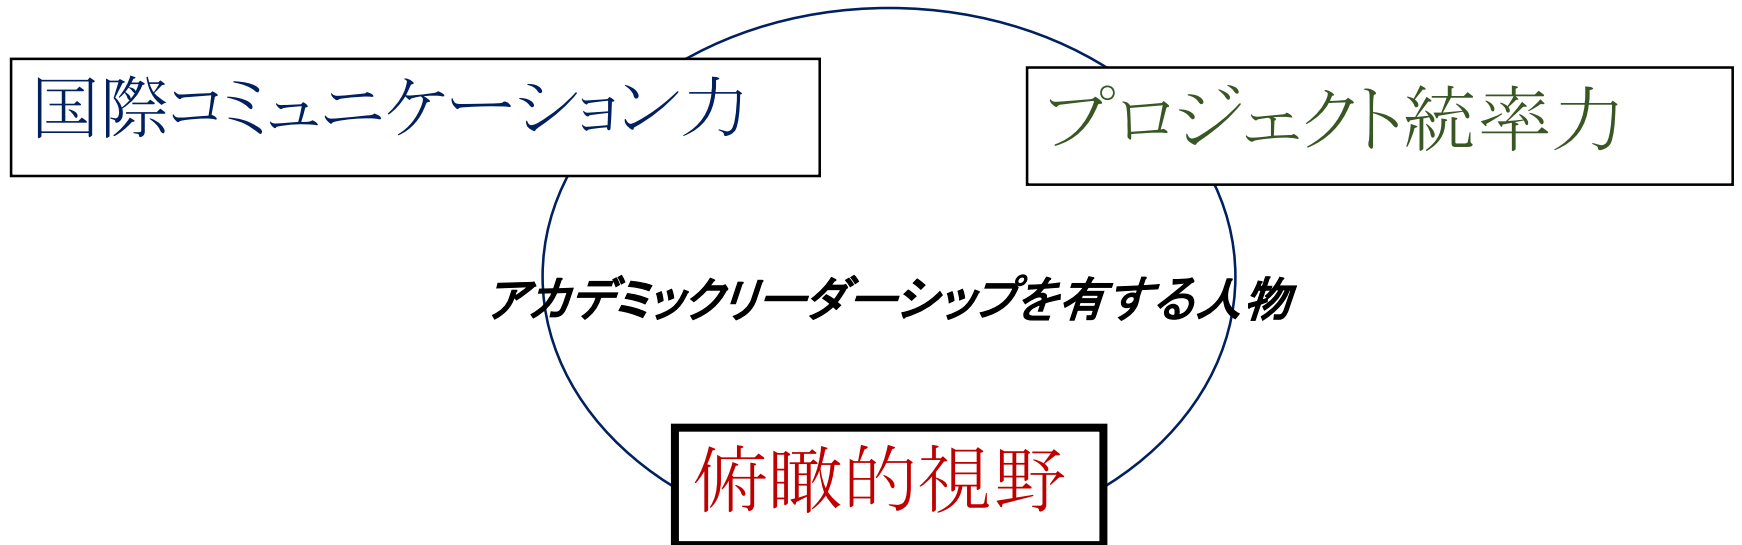 国際コミュニケーション力
プロジェクト統率力
アカデミックリーダーシップを有する人物
俯瞰的視野